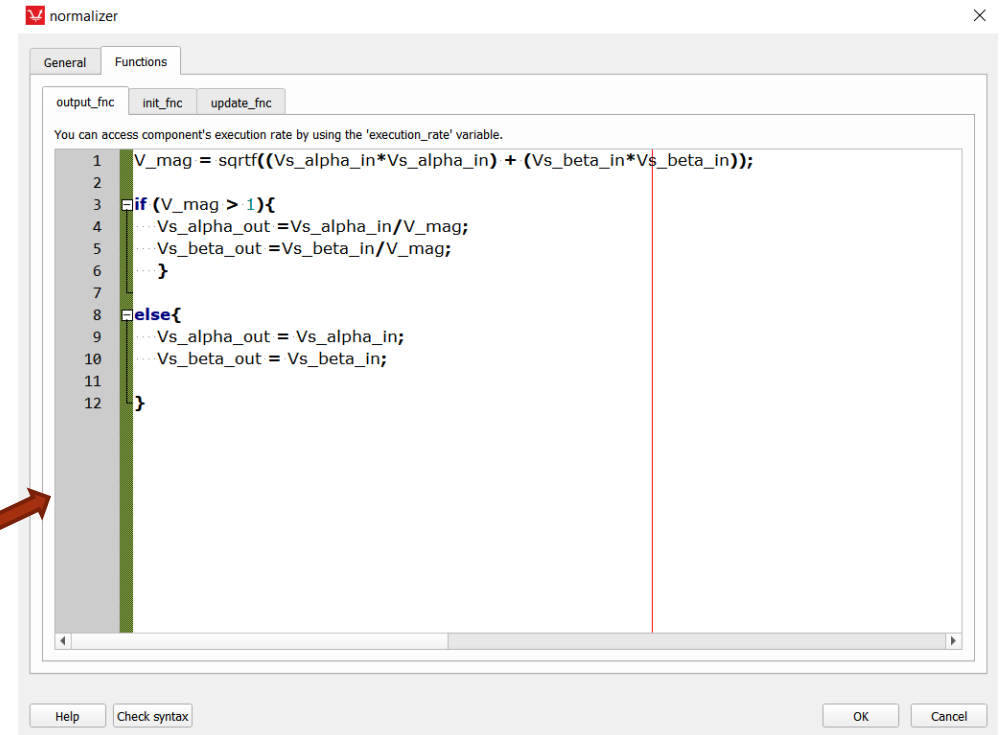 normalizer
General Functions
output_fnc init_fnc update_fnc
You can access component's execution rate by using the 'execution_rate' variable.
1 V_mag = sqrtf((Vs_alpha_in*Vs_alpha_in) + (Vs_beta_in*Vs_beta_in));
2
3 if (V_mag > 1){
4 Vs_alpha_out =Vs_alpha_in/V_mag;
5 Vs_beta_out =Vs_beta_in/V_mag;
6 }
7
8 else{
9 Vs_alpha_out = Vs_alpha_in;
10 Vs_beta_out = Vs_beta_in;
11
12 }
Help Check syntax OK Cancel